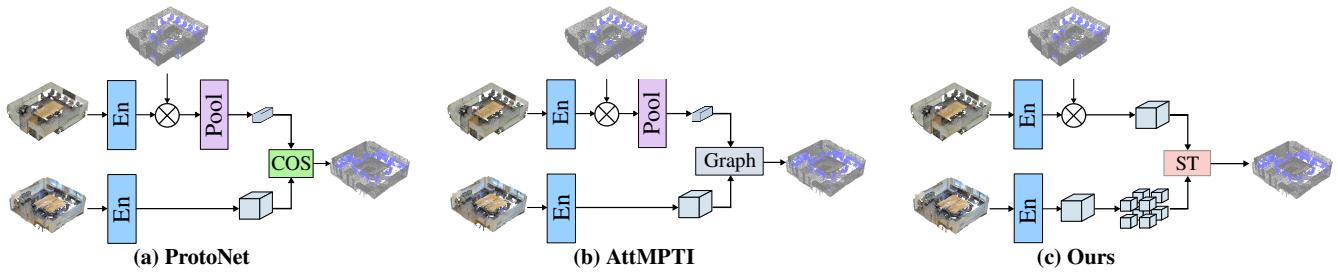 En
Pool
COS
En
(a) ProtoNet
En
Pool
Graph
En
(b) AttMPTI
En
ST
En
(c) Ours